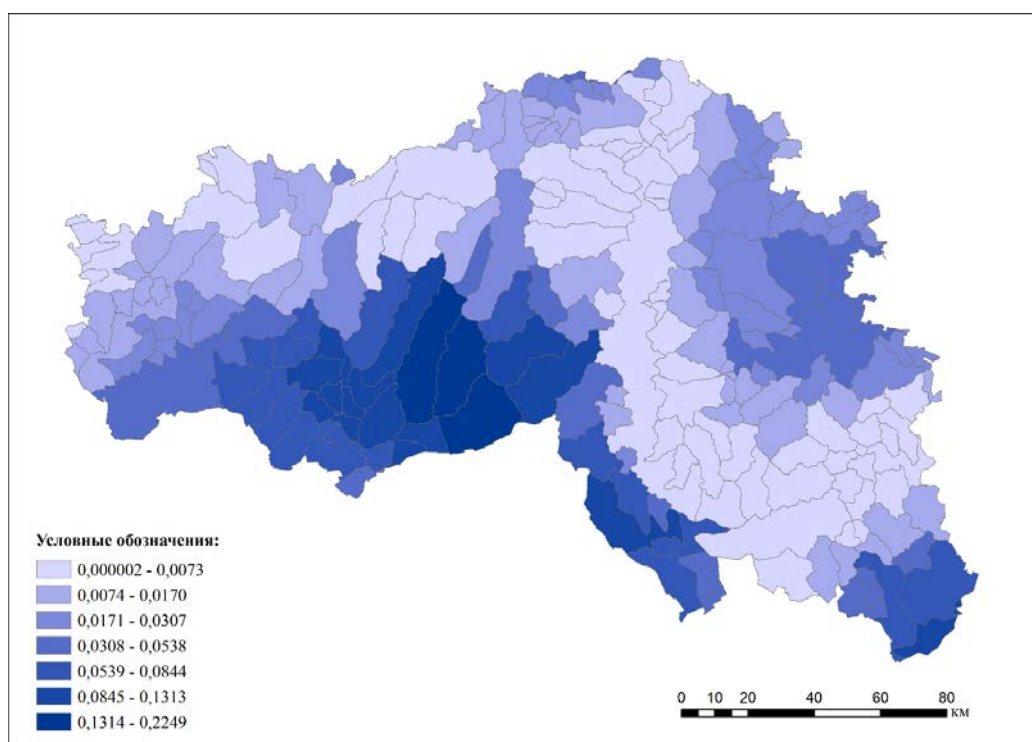 Условные обозначения:
0,000002 - 0,0073
0,0074 - 0,0170
0,0171 - 0,0307
0,0308 - 0,0538
0,0539 - 0,0844
0,0845 - 0,1313
0,1314 - 0,2249
0 10 20 40 60 80
км